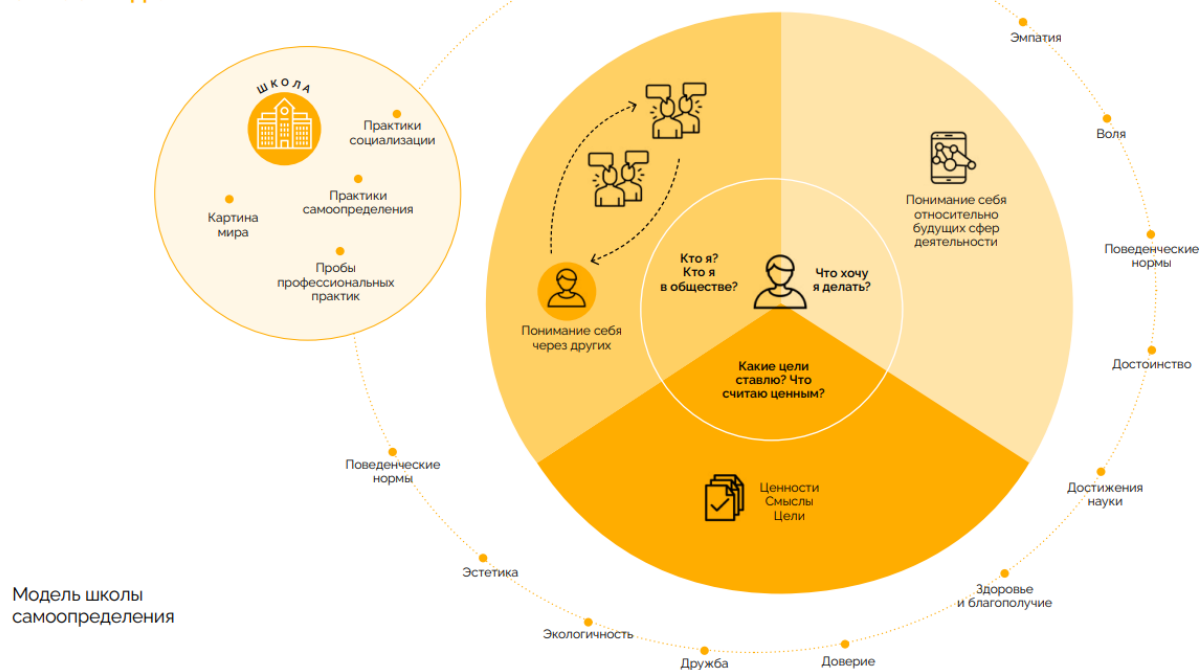 ШКОЛА
Практики
социализации
Практики
самоопределения
Картина
мира
Пробы
профессиональных
практик
Понимание себя
через других
Кто я?
Кто я
в обществе?
Что хочу
я делать?
Какие цели
ставлю? Что
считаю ценным?
Понимание себя
относительно
будущих сфер
деятельности
Ценности
Смыслы
Цели
Эмпатия
Воля
Поведенческие
нормы
Достоинство
Достижения
науки
Здоровье
и благополучие
Доверие
Дружба
Экологичность
Эстетика
Поведенческие
нормы
Модель школы
самоопределения